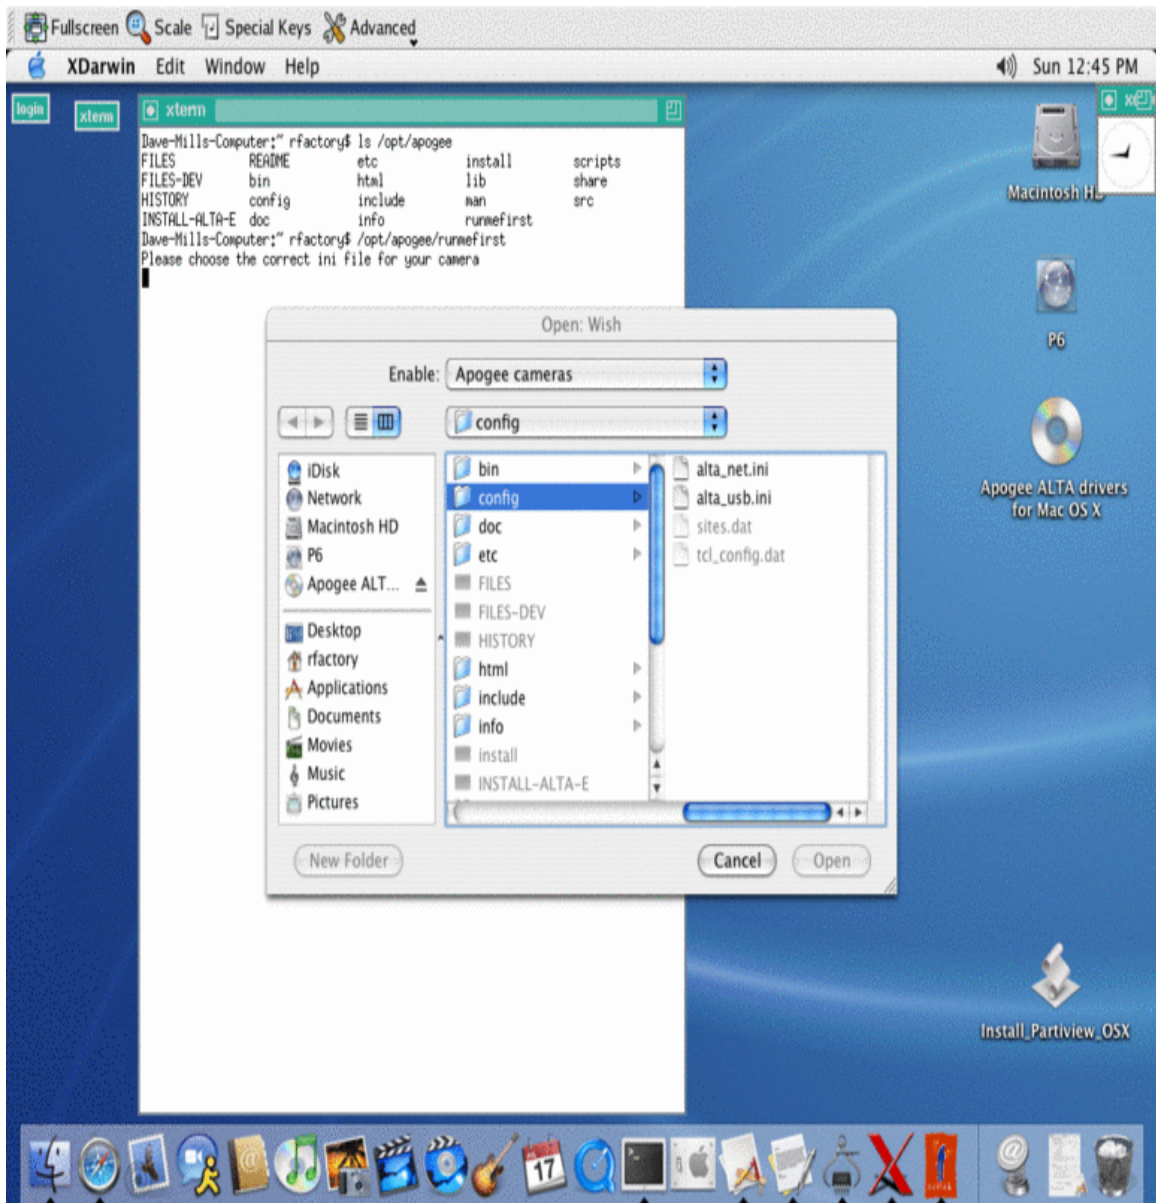 Fullscreen Scale Special Keys Advanced
XDarwin Edit Window Help Sun 12:45 PM
login
xterm
xterm
Dave-Mills-Computer:~ rfactory$ ls /opt/apogee
FILES README etc install scripts
FILES-DEV bin html lib share
HISTORY config include man src
INSTALL-ALTA-E doc info runmefirst
Dave-Mills-Computer:~ rfactory$ /opt/apogee/runmefirst
Please choose the correct ini file for your camera
Macintosh
P6
Apogee ALTA drivers
for Mac OS X
Install_Partiview_OSX
Open: Wish
Enable: Apogee cameras
config
iDisk
Network
Macintosh HD
P6
Apogee ALT...
Desktop
rfactory
Applications
Documents
Movies
Music
Pictures
bin
config
doc
etc
FILES
FILES-DEV
HISTORY
html
include
info
install
INSTALL-ALTA-E
alta_net.ini
alta_usb.ini
sites.dat
tcl_config.dat
New Folder Cancel Open
17